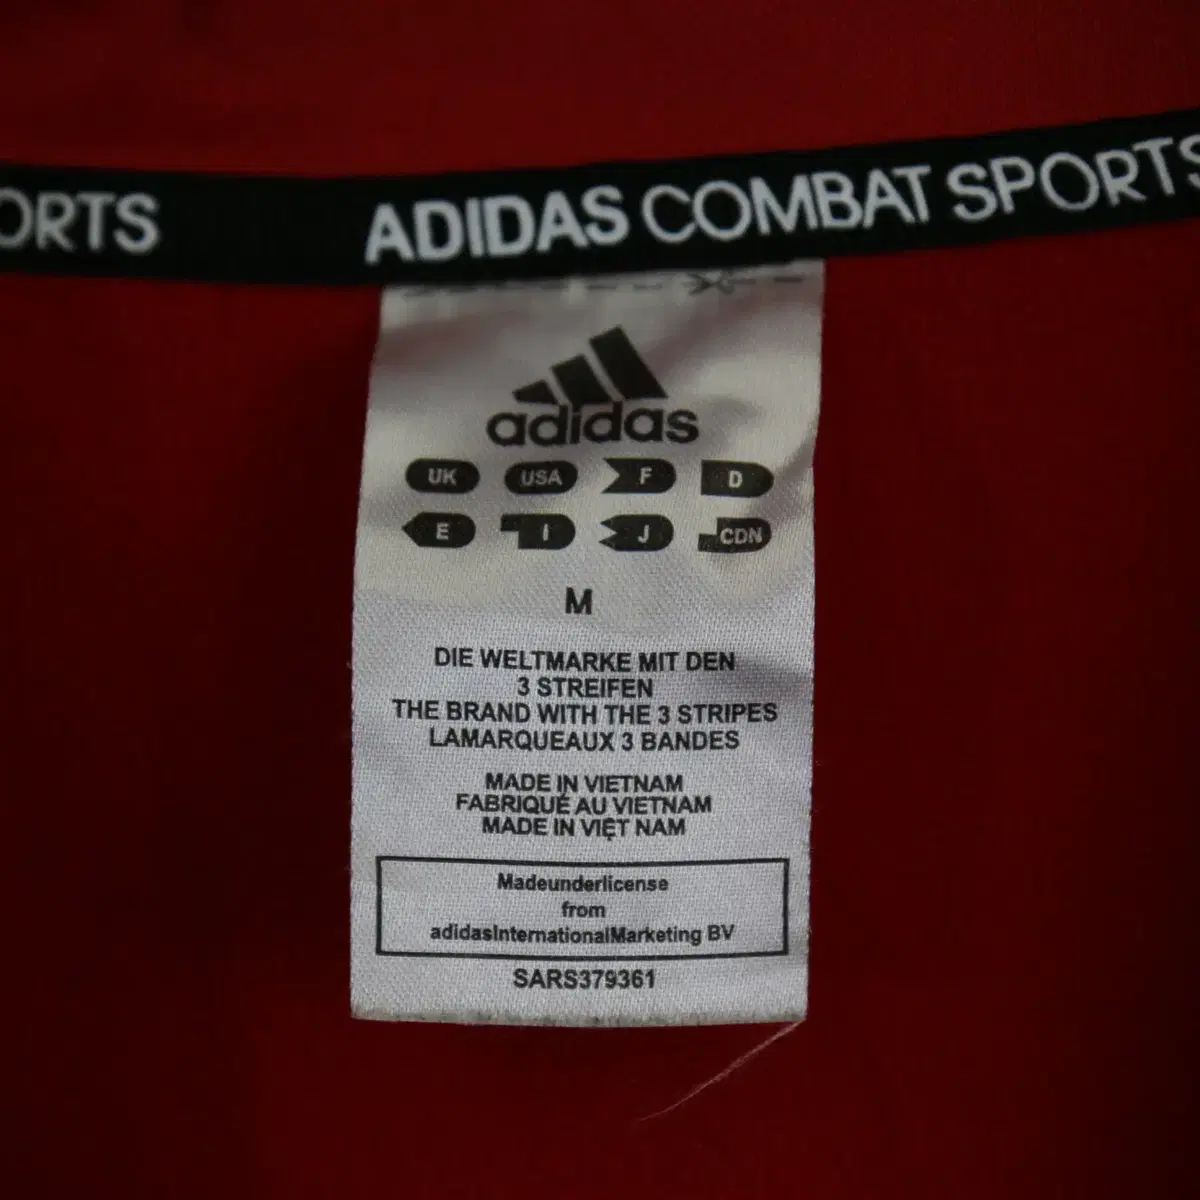 ORTS ADIDAS COMBAT SPORTS
adidas
UK USA F D
E I J CDN
M
DIE WELTMARKE MIT DEN
3 STREIFEN
THE BRAND WITH THE 3 STRIPES
LAMARQUEAUX 3 BANDES
MADE IN VIETNAM
FABRIQUÉ AU VIETNAM
MADE IN VIỆT NAM
Madeunderlicense
from
adidasInternationalMarketing BV
SARS379361